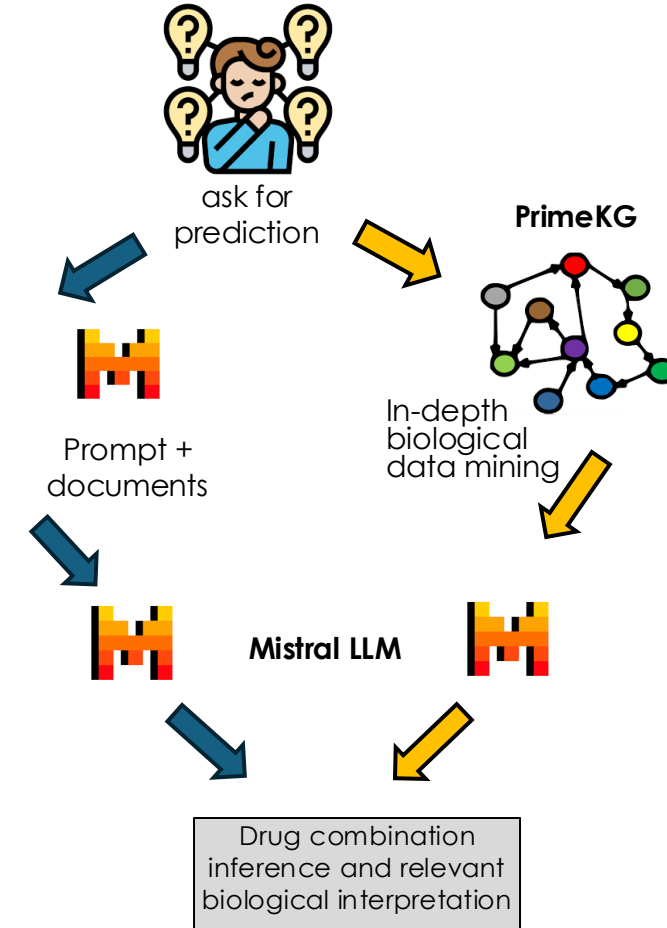 ? ?
? ?
ask for
prediction
PrimeKG
In-depth
biological
data mining
Prompt +
documents
Mistral LLM
Drug combination
inference and relevant
biological interpretation